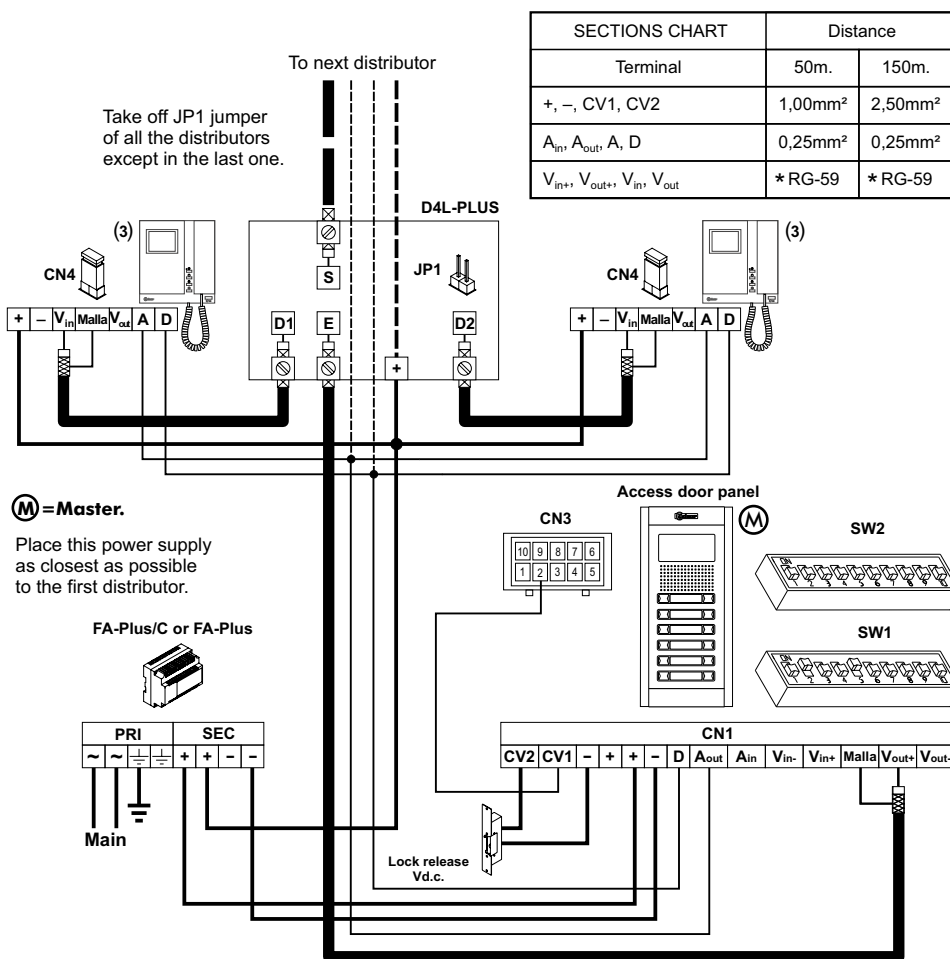 SECTIONS CHART Distance
Terminal 50m. 150m.
+, –, CV1, CV2 1,00mm² 2,50mm²
Ain, Aout, A, D 0,25mm² 0,25mm²
Vin+, Vout+, Vin, Vout *RG-59 *RG-59
To next distributor
Take off JP1 jumper
of all the distributors
except in the last one.
D4L-PLUS
(3)
CN4
+ – Vin Malla Vout A D
S
JP1
D1 E D2
+
(3)
CN4
+ – Vin Malla Vout A D
M =Master.
Place this power supply
as closest as possible
to the first distributor.
FA-Plus/C or FA-Plus
PRI SEC
~ ~ + + – –
Main
CN3
10 9 8 7 6
1 2 3 4 5
Access door panel
M
SW2
ON
SW1
ON
CN1
CV2 CV1 – + + – D Aout Ain Vin- Vin+ Malla Vout+ Vout-
Lock release
Vd.c.